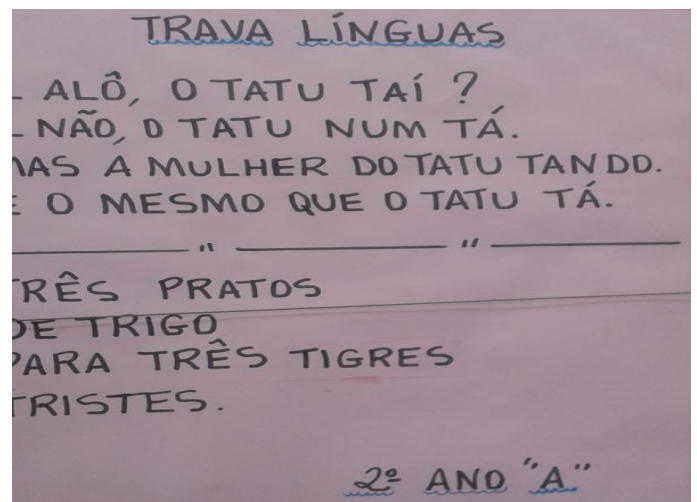 TRAVA LÍNGUAS
- ALÔ, O TATU TAÍ ?
- NÃO, O TATU NUM TÁ.
MAS A MULHER DO TATU TANDO.
É O MESMO QUE O TATU TÁ.
" "
TRÊS PRATOS
DE TRIGO
PARA TRÊS TIGRES
TRISTES.
2º ANO "A"